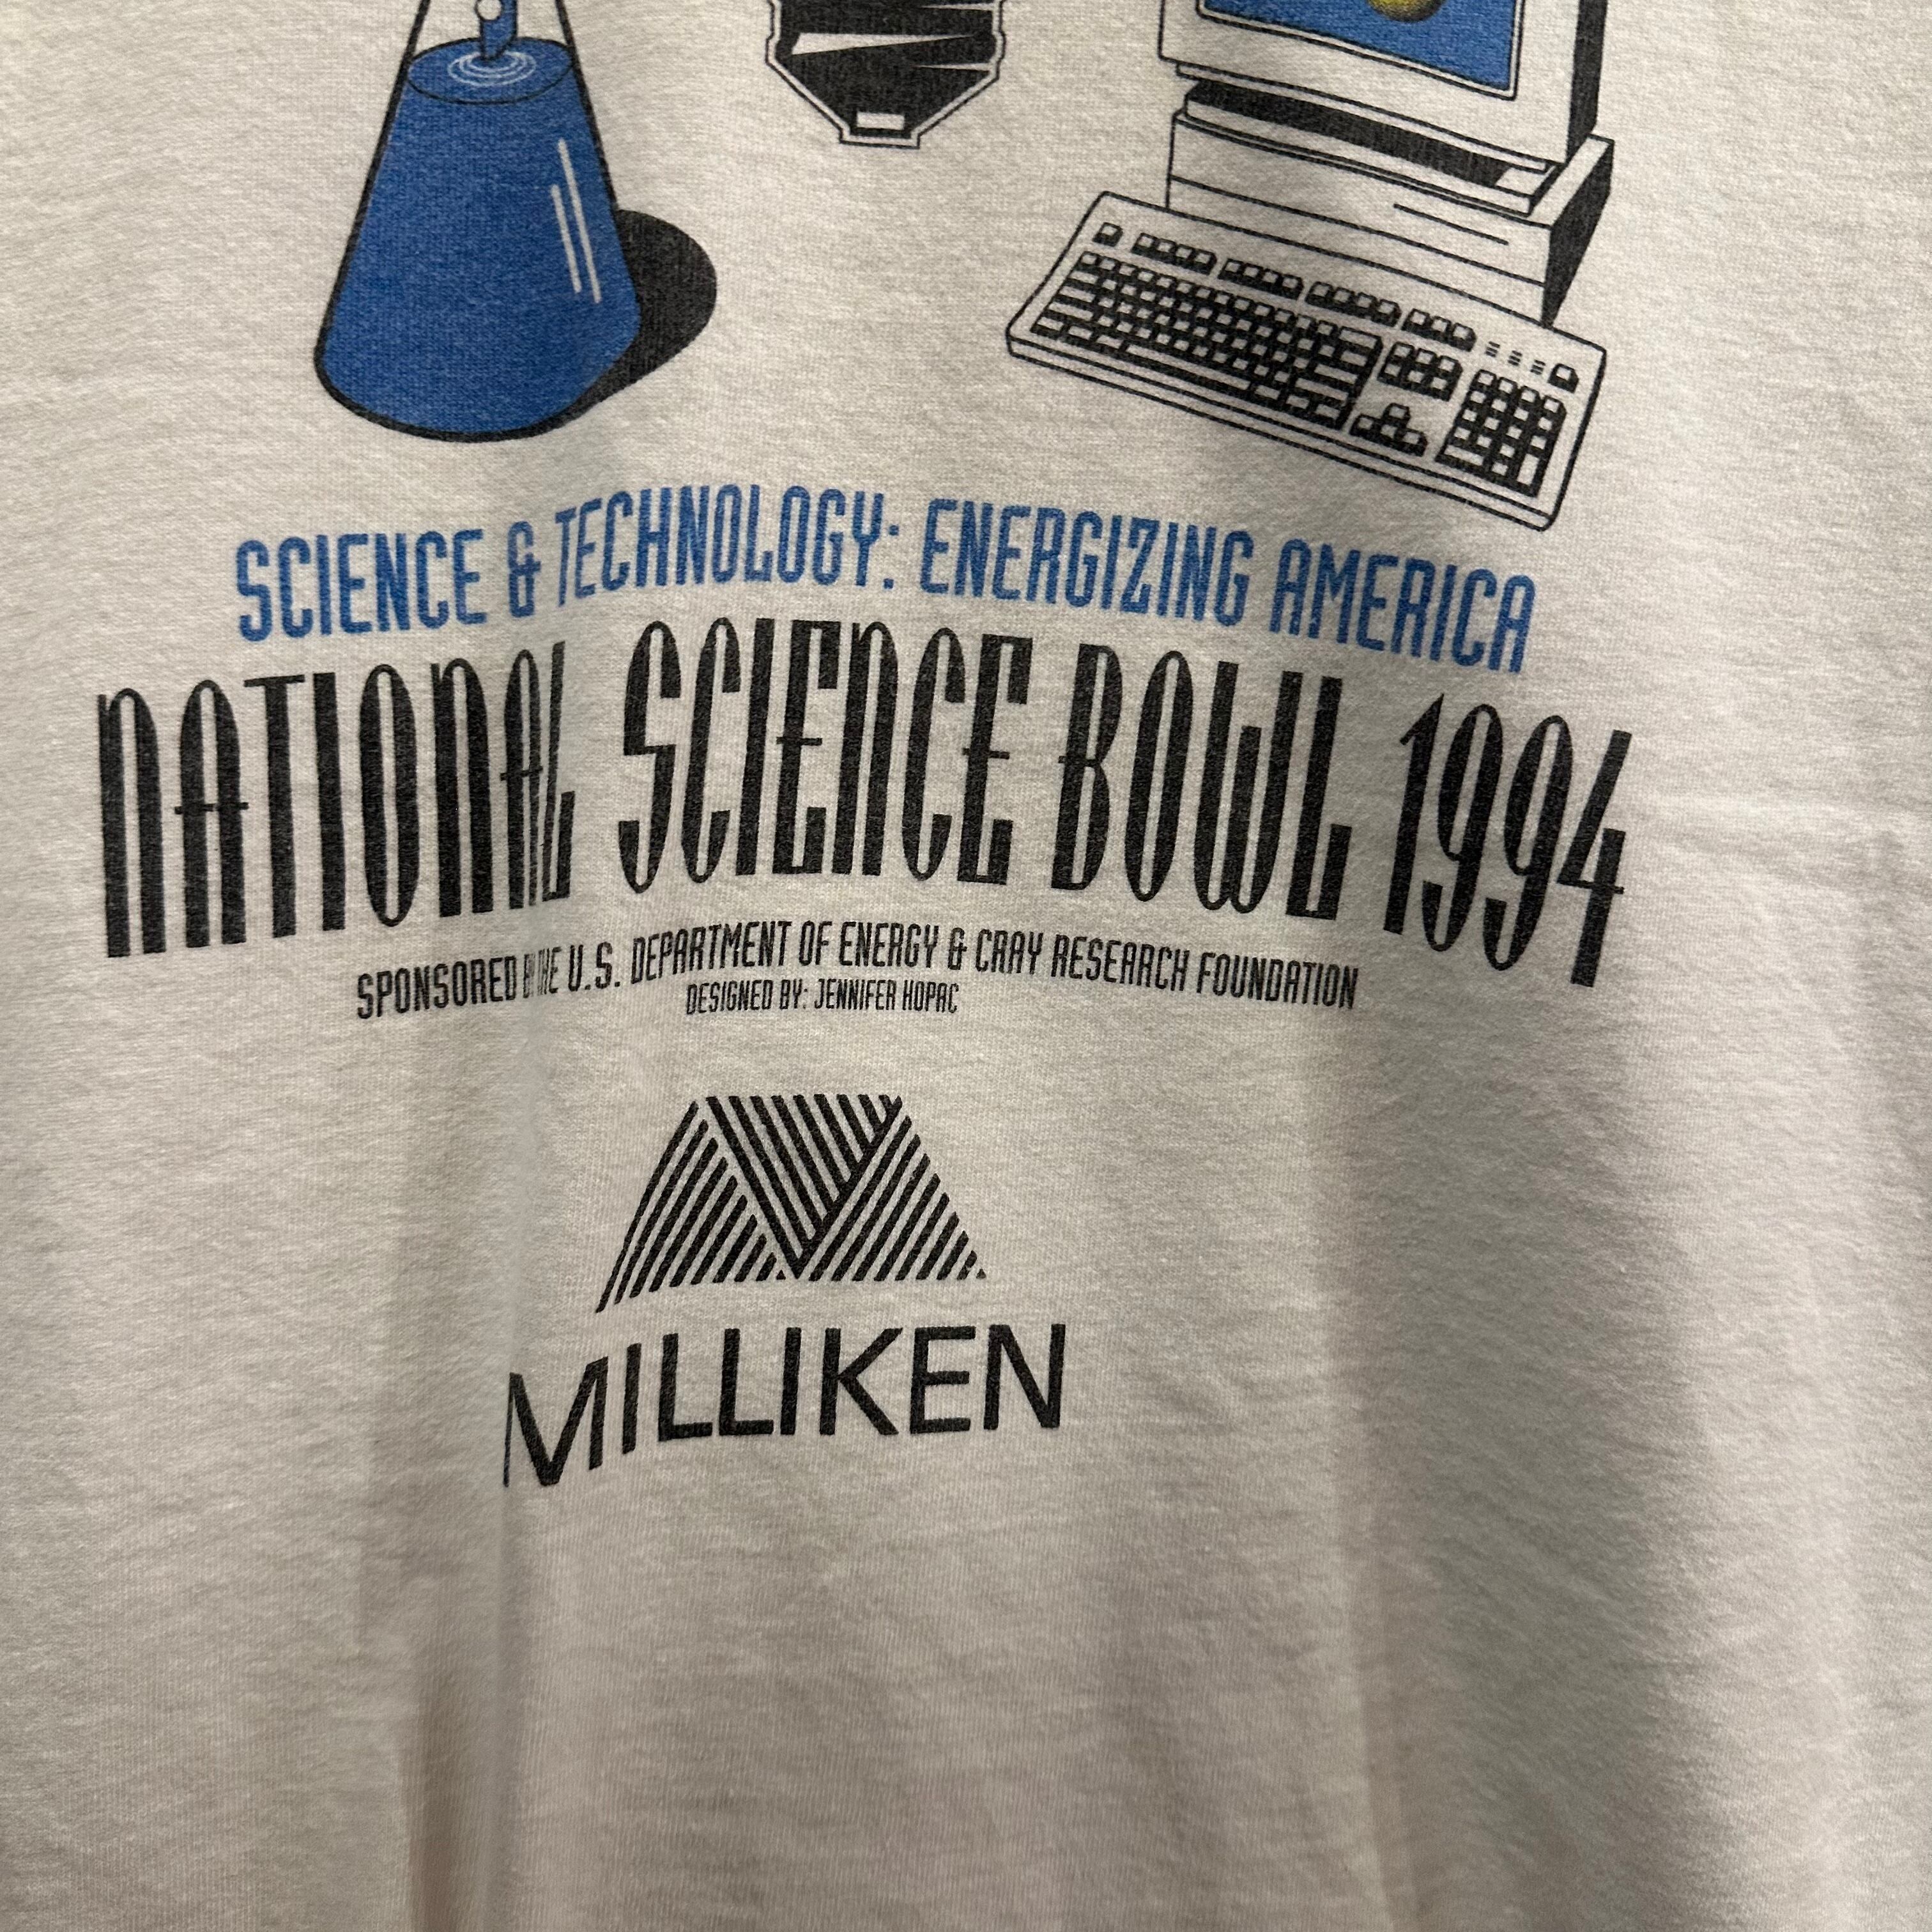 SCIENCE & TECHNOLOGY: ENERGIZING AMERICA
NATIONAL SCIENCE BOWL 1994
SPONSORED BY THE U.S. DEPARTMENT OF ENERGY & CRAY RESEARCH FOUNDATION
DESIGNED BY: JENNIFER HOPAC
MILLIKEN